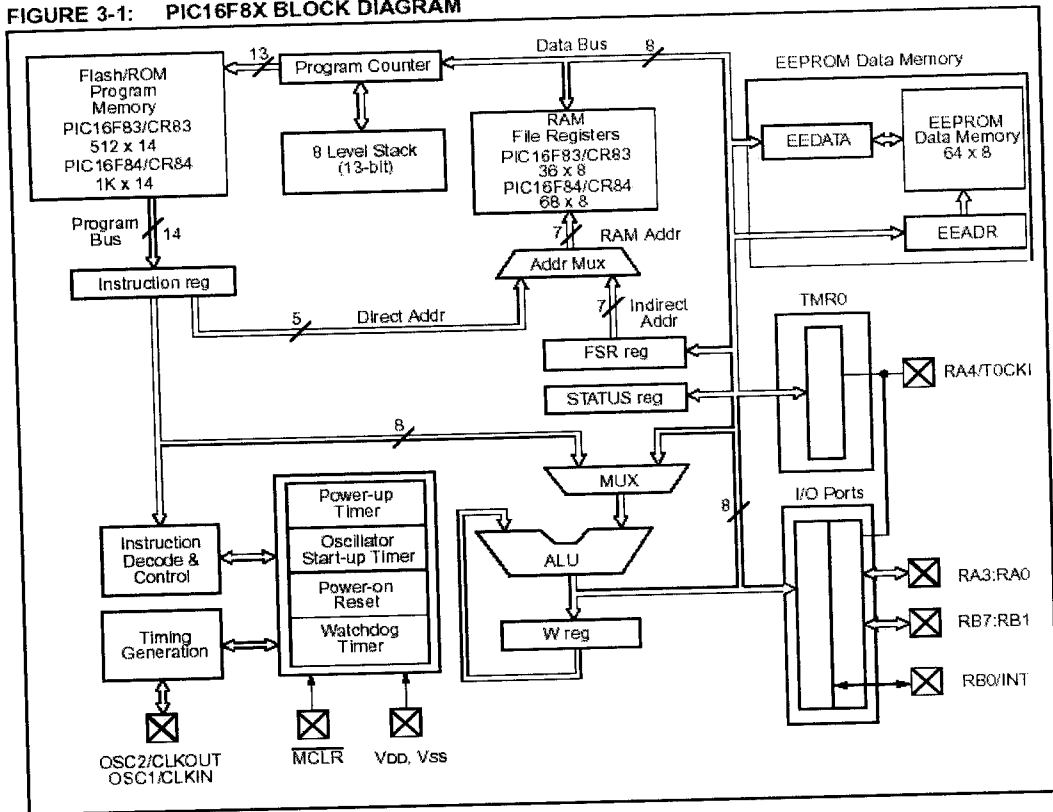 FIGURE 3-1: PIC16F8X BLOCK DIAGRAM
Flash/ROM
Program
Memory
PIC16F83/CR83
512 x 14
PIC16F84/CR84
1K x 14
13
Program Counter
8 Level Stack
(13-bit)
Data Bus
8
RAM
File Registers
PIC16F83/CR83
36 x 8
PIC16F84/CR84
68 x 8
EEPROM Data Memory
EEDATA
EEPROM
Data Memory
64 x 8
EEADR
Program
Bus
14
Instruction reg
7
RAM Addr
Addr Mux
5
Direct Addr
7
Indirect
Addr
FSR reg
STATUS reg
TMR0
RA4/T0CKI
8
MUX
ALU
W reg
8
I/O Ports
RA3:RA0
RB7:RB1
RB0/INT
Instruction
Decode &
Control
Timing
Generation
Power-up
Timer
Oscillator
Start-up Timer
Power-on
Reset
Watchdog
Timer
OSC2/CLKOUT
OSC1/CLKIN
MCLR
VDD, VSS